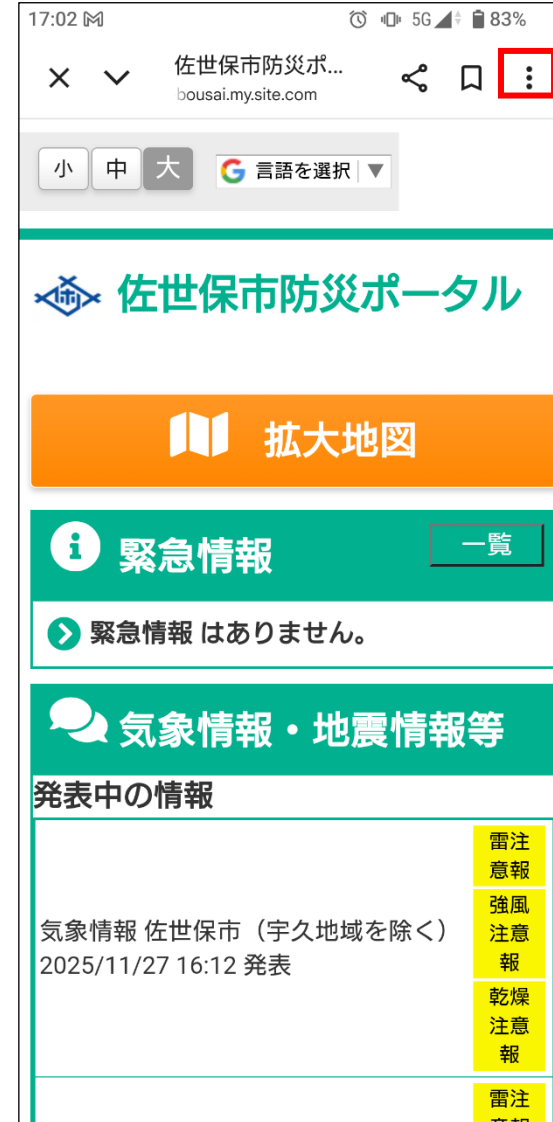 17:02 5G 83%
佐世保市防災ポ...
bousai.my.site.com
小 中 大 G 言語を選択 ▼
佐世保市防災ポータル
拡大地図
緊急情報 一覧
緊急情報 はありません。
気象情報・地震情報等
発表中の情報
雷注
意報
強風
注意
報
気象情報 佐世保市（宇久地域を除く）
2025/11/27 16:12 発表
乾燥
注意
報
雷注